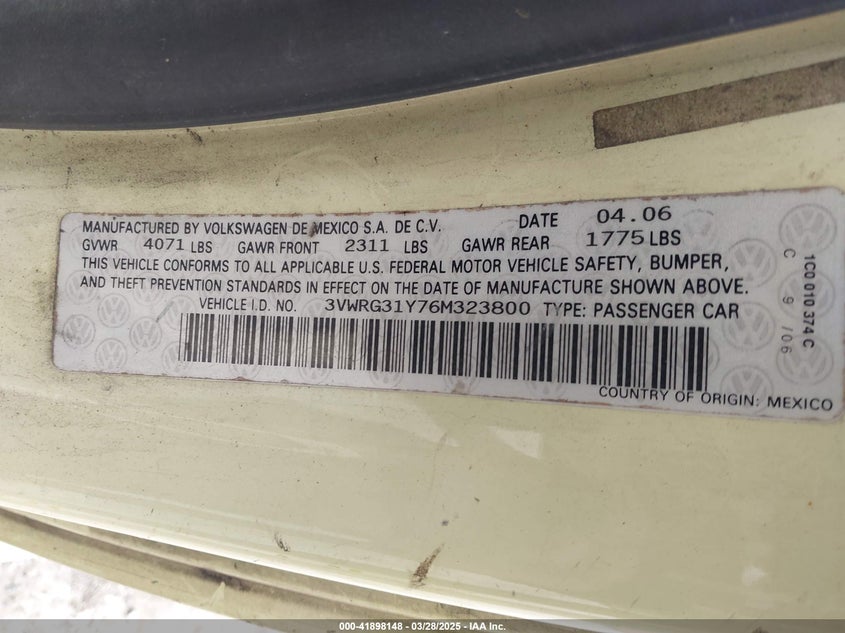 MANUFACTURED BY VOLKSWAGEN DE MEXICO S.A. DE C.V. DATE 04.06
GVWR 4071 LBS GAWR FRONT 2311 LBS GAWR REAR 1775 LBS
THIS VEHICLE CONFORMS TO ALL APPLICABLE U.S. FEDERAL MOTOR VEHICLE SAFETY, BUMPER,
AND THEFT PREVENTION STANDARDS IN EFFECT ON THE DATE OF MANUFACTURE SHOWN ABOVE.
VEHICLE I.D. NO. 3VWRG31Y76M323800 TYPE: PASSENGER CAR
COUNTRY OF ORIGIN: MEXICO
1C0 010 374 C
C 9 /06
000-41898148 - 03/28/2025 - IAA Inc.